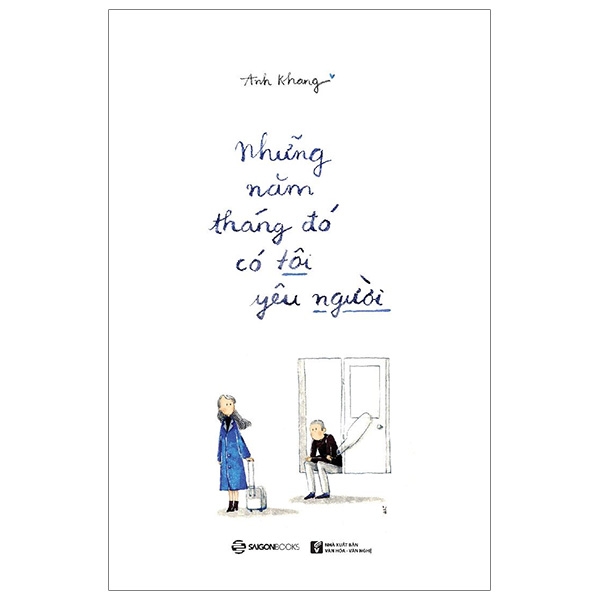 Anh Khang
Những
năm
tháng đó
có tôi
yêu người
SAIGONBOOKS
NHÀ XUẤT BẢN
VĂN HÓA - VĂN NGHỆ